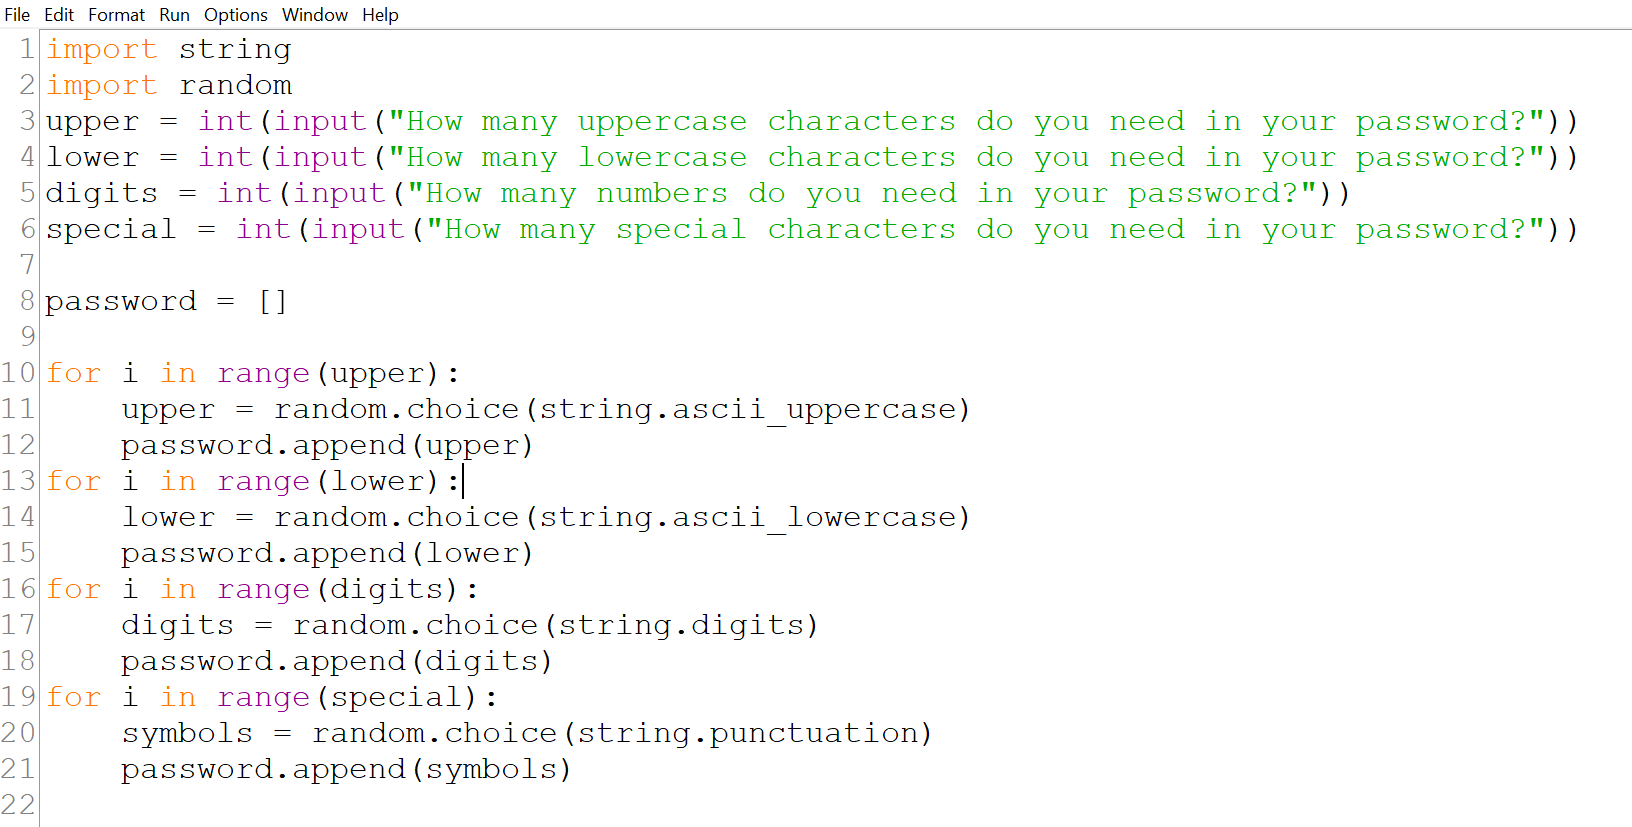 File Edit Format Run Options Window Help
1 import string
2 import random
3 upper = int(input("How many uppercase characters do you need in your password?"))
4 lower = int(input("How many lowercase characters do you need in your password?"))
5 digits = int(input("How many numbers do you need in your password?"))
6 special = int(input("How many special characters do you need in your password?"))
7
8 password = []
9
10 for i in range(upper):
11     upper = random.choice(string.ascii_uppercase)
12     password.append(upper)
13 for i in range(lower):
14     lower = random.choice(string.ascii_lowercase)
15     password.append(lower)
16 for i in range(digits):
17     digits = random.choice(string.digits)
18     password.append(digits)
19 for i in range(special):
20     symbols = random.choice(string.punctuation)
21     password.append(symbols)
22